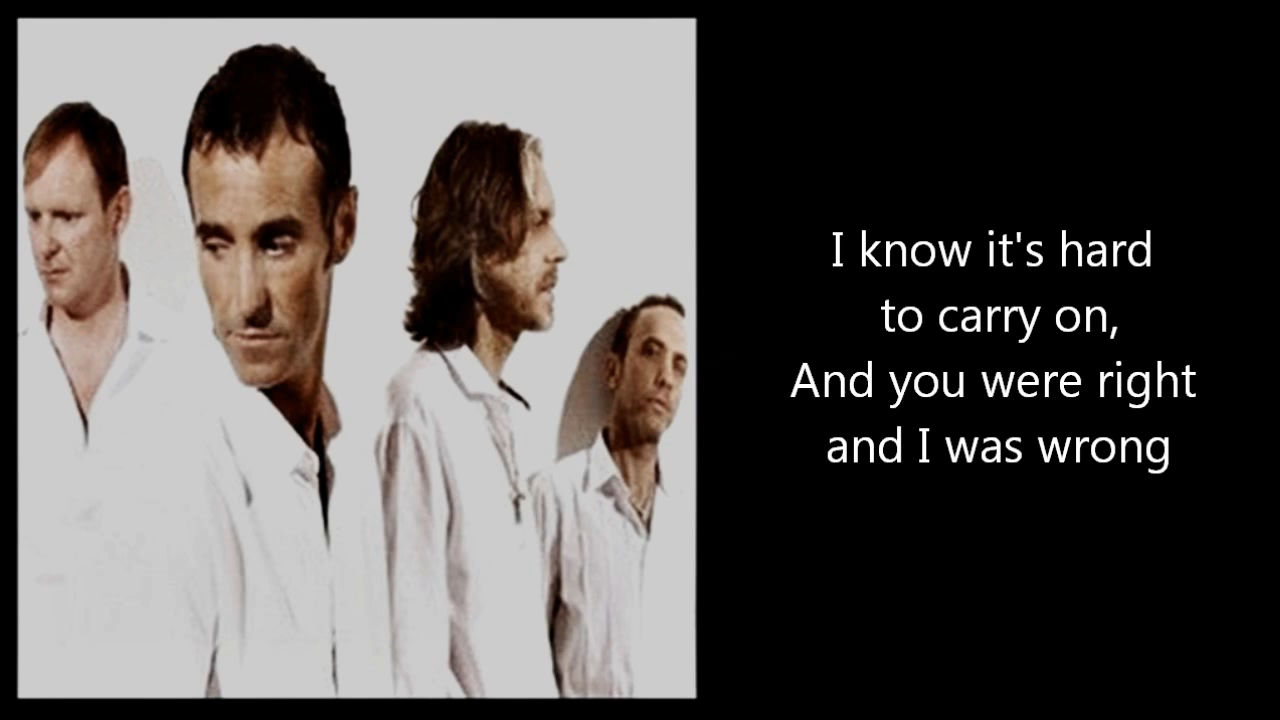 I know it's hard
to carry on,
And you were right
and I was wrong